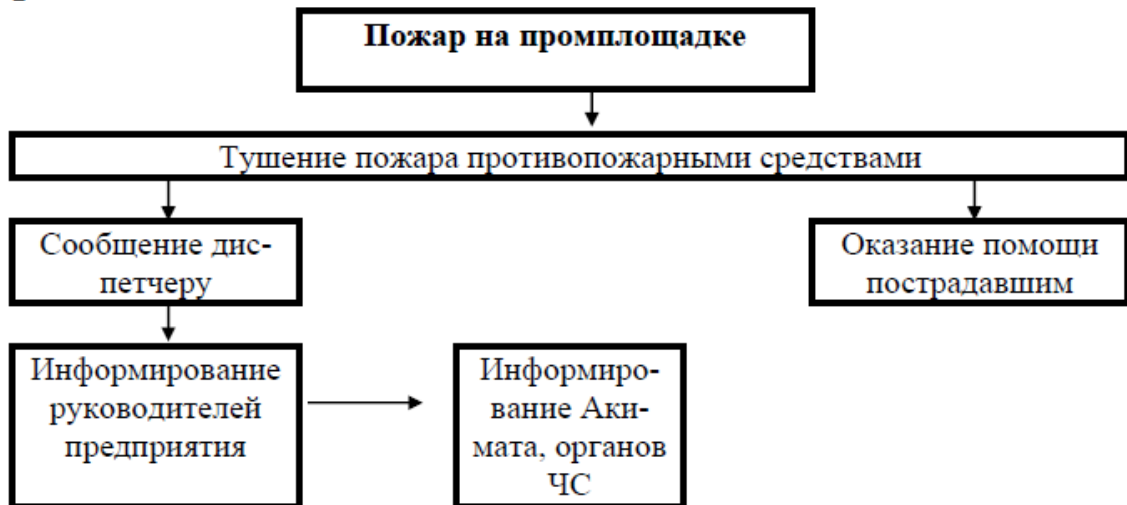 Пожар на промплощадке
Тушение пожара противопожарными средствами
Сообщение дис-
петчеру
Оказание помощи
пострадавшим
Информирование
руководителей
предприятия
Информиро-
вание Аки-
мата, органов
ЧС